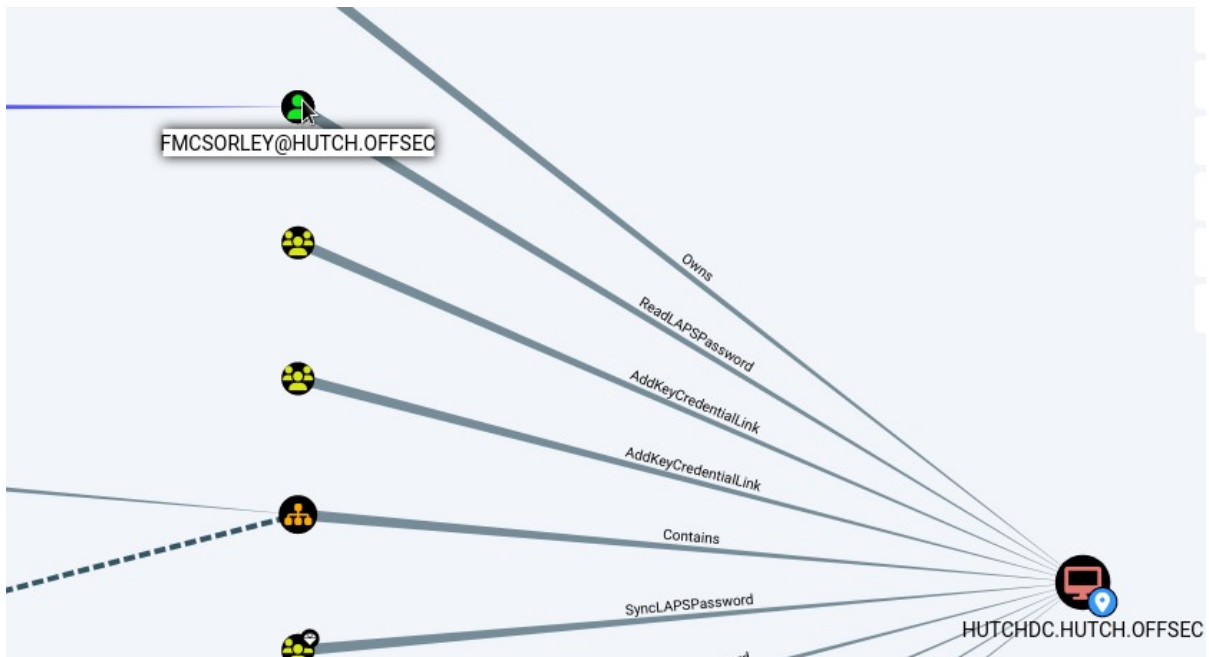 FMCSORLEY@HUTCH.OFFSEC
Owns
ReadLAPSPassword
AddKeyCredentialLink
AddKeyCredentialLink
Contains
SyncLAPSPassword
HUTCHDC.HUTCH.OFFSEC